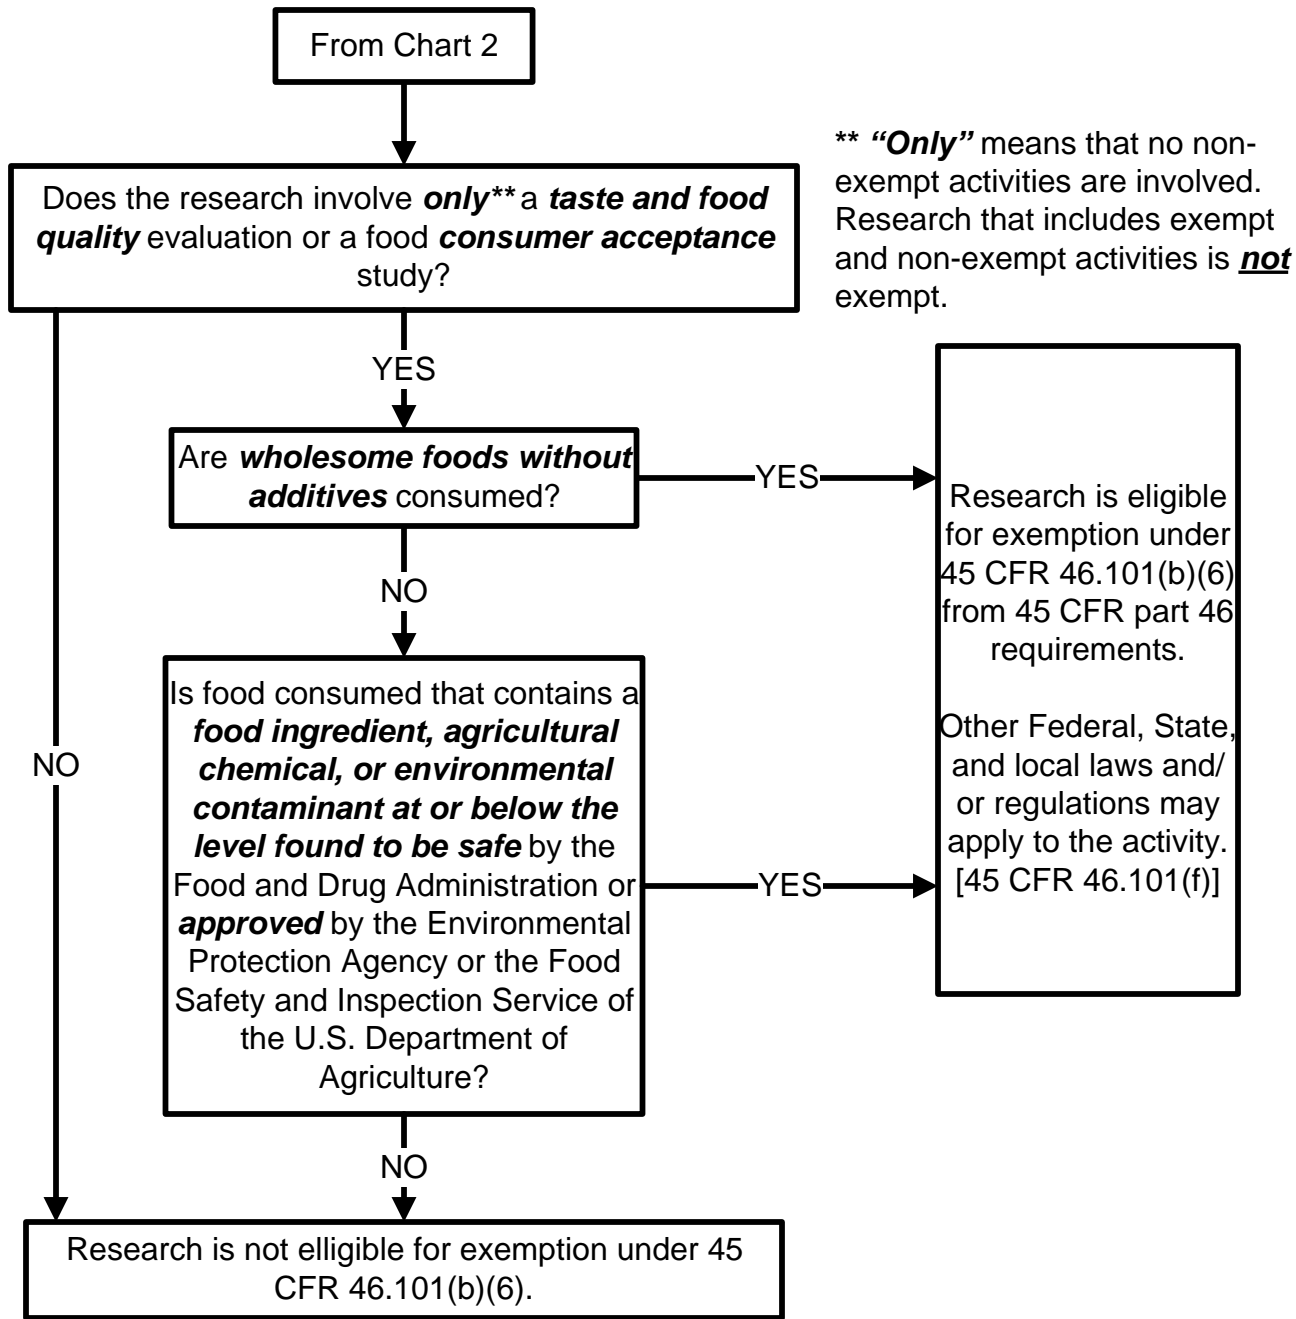 From Chart 2
Does the research involve only** a taste and food
quality evaluation or a food consumer acceptance
study?
** “Only” means that no non-
exempt activities are involved.
Research that includes exempt
and non-exempt activities is not
exempt.
YES
Are wholesome foods without
additives consumed?
YES
NO
Is food consumed that contains a
food ingredient, agricultural
chemical, or environmental
contaminant at or below the
level found to be safe by the
Food and Drug Administration or
approved by the Environmental
Protection Agency or the Food
Safety and Inspection Service of
the U.S. Department of
Agriculture?
YES
Research is eligible
for exemption under
45 CFR 46.101(b)(6)
from 45 CFR part 46
requirements.
Other Federal, State,
and local laws and/
or regulations may
apply to the activity.
[45 CFR 46.101(f)]
NO
NO
Research is not elligible for exemption under 45
CFR 46.101(b)(6).